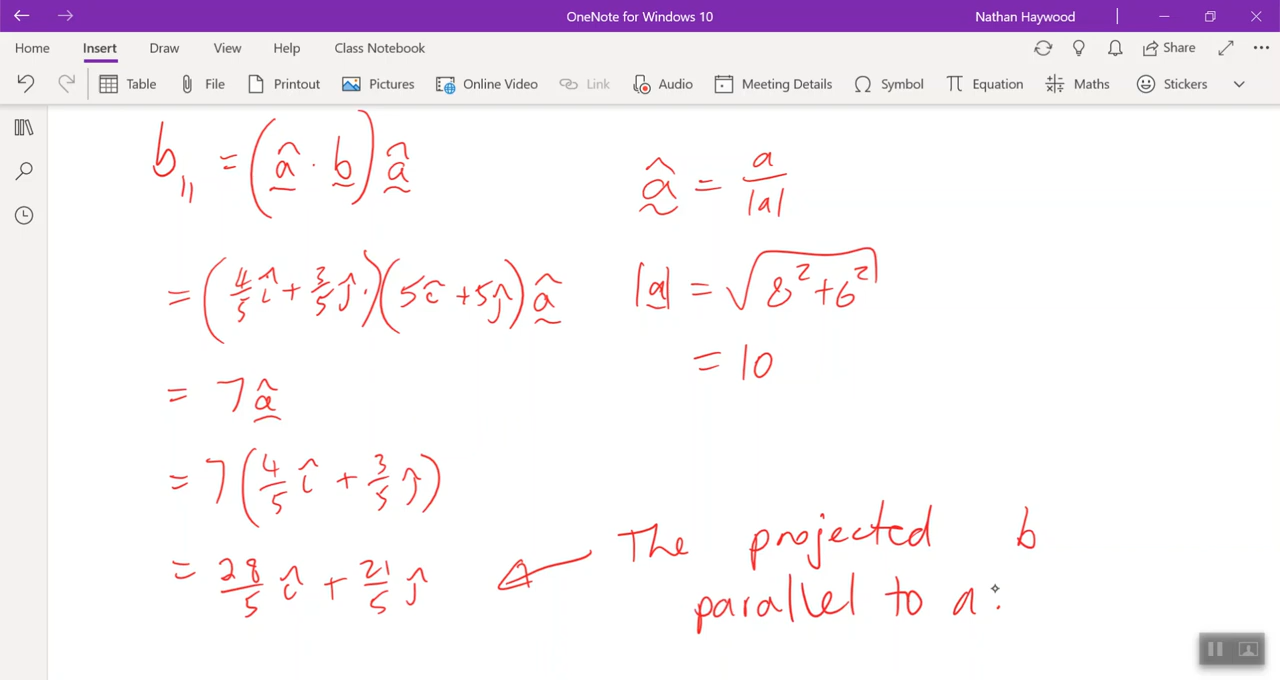 OneNote for Windows 10
Nathan Haywood
Home Insert Draw View Help Class Notebook Share
Table File Printout Pictures Online Video Link Audio Meeting Details Symbol Equation Maths Stickers
b∥ = (â · b) â
= (4/5 î + 3/5 ĵ) · (5î + 5ĵ) â
= 7 â
= 7 (4/5 î + 3/5 ĵ)
= 28/5 î + 21/5 ĵ
â = a/|a|
|a| = √(8² + 6²)
= 10
The projected b
parallel to a.